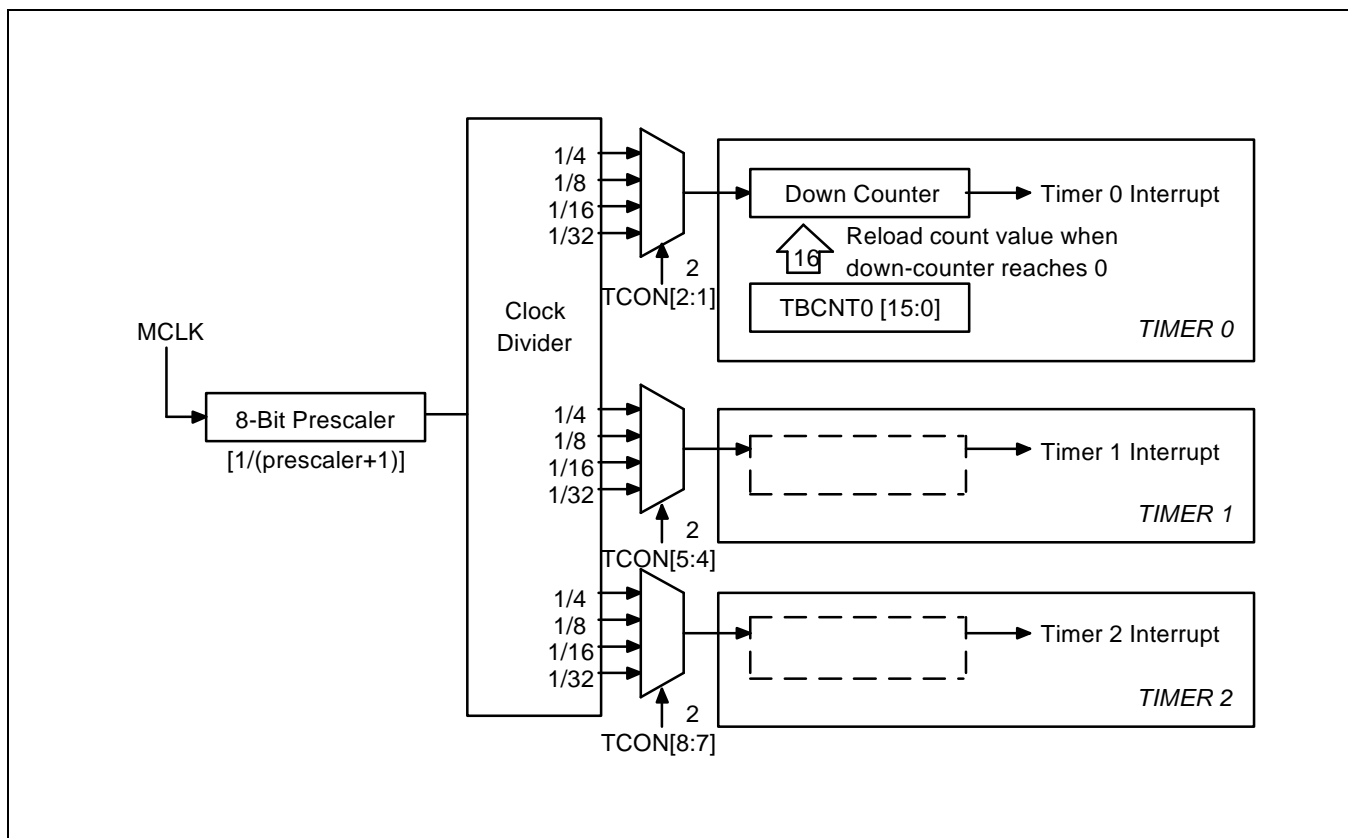 MCLK
8-Bit Prescaler
[1/(prescaler+1)]
Clock
Divider
1/4
1/8
1/16
1/32
2
TCON[2:1]
Down Counter
Timer 0 Interrupt
16
Reload count value when
down-counter reaches 0
TBCNT0 [15:0]
TIMER 0
1/4
1/8
1/16
1/32
2
TCON[5:4]
Timer 1 Interrupt
TIMER 1
1/4
1/8
1/16
1/32
2
TCON[8:7]
Timer 2 Interrupt
TIMER 2